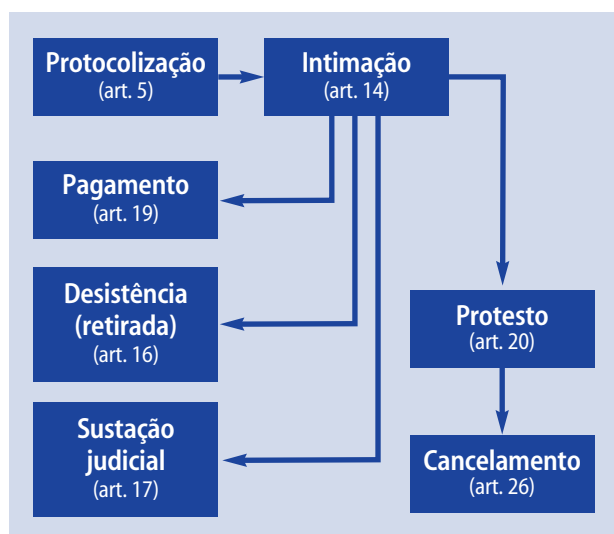 Protocolização
(art. 5)
Intimação
(art. 14)
Pagamento
(art. 19)
Desistência
(retirada)
(art. 16)
Protesto
(art. 20)
Sustação
judicial
(art. 17)
Cancelamento
(art. 26)